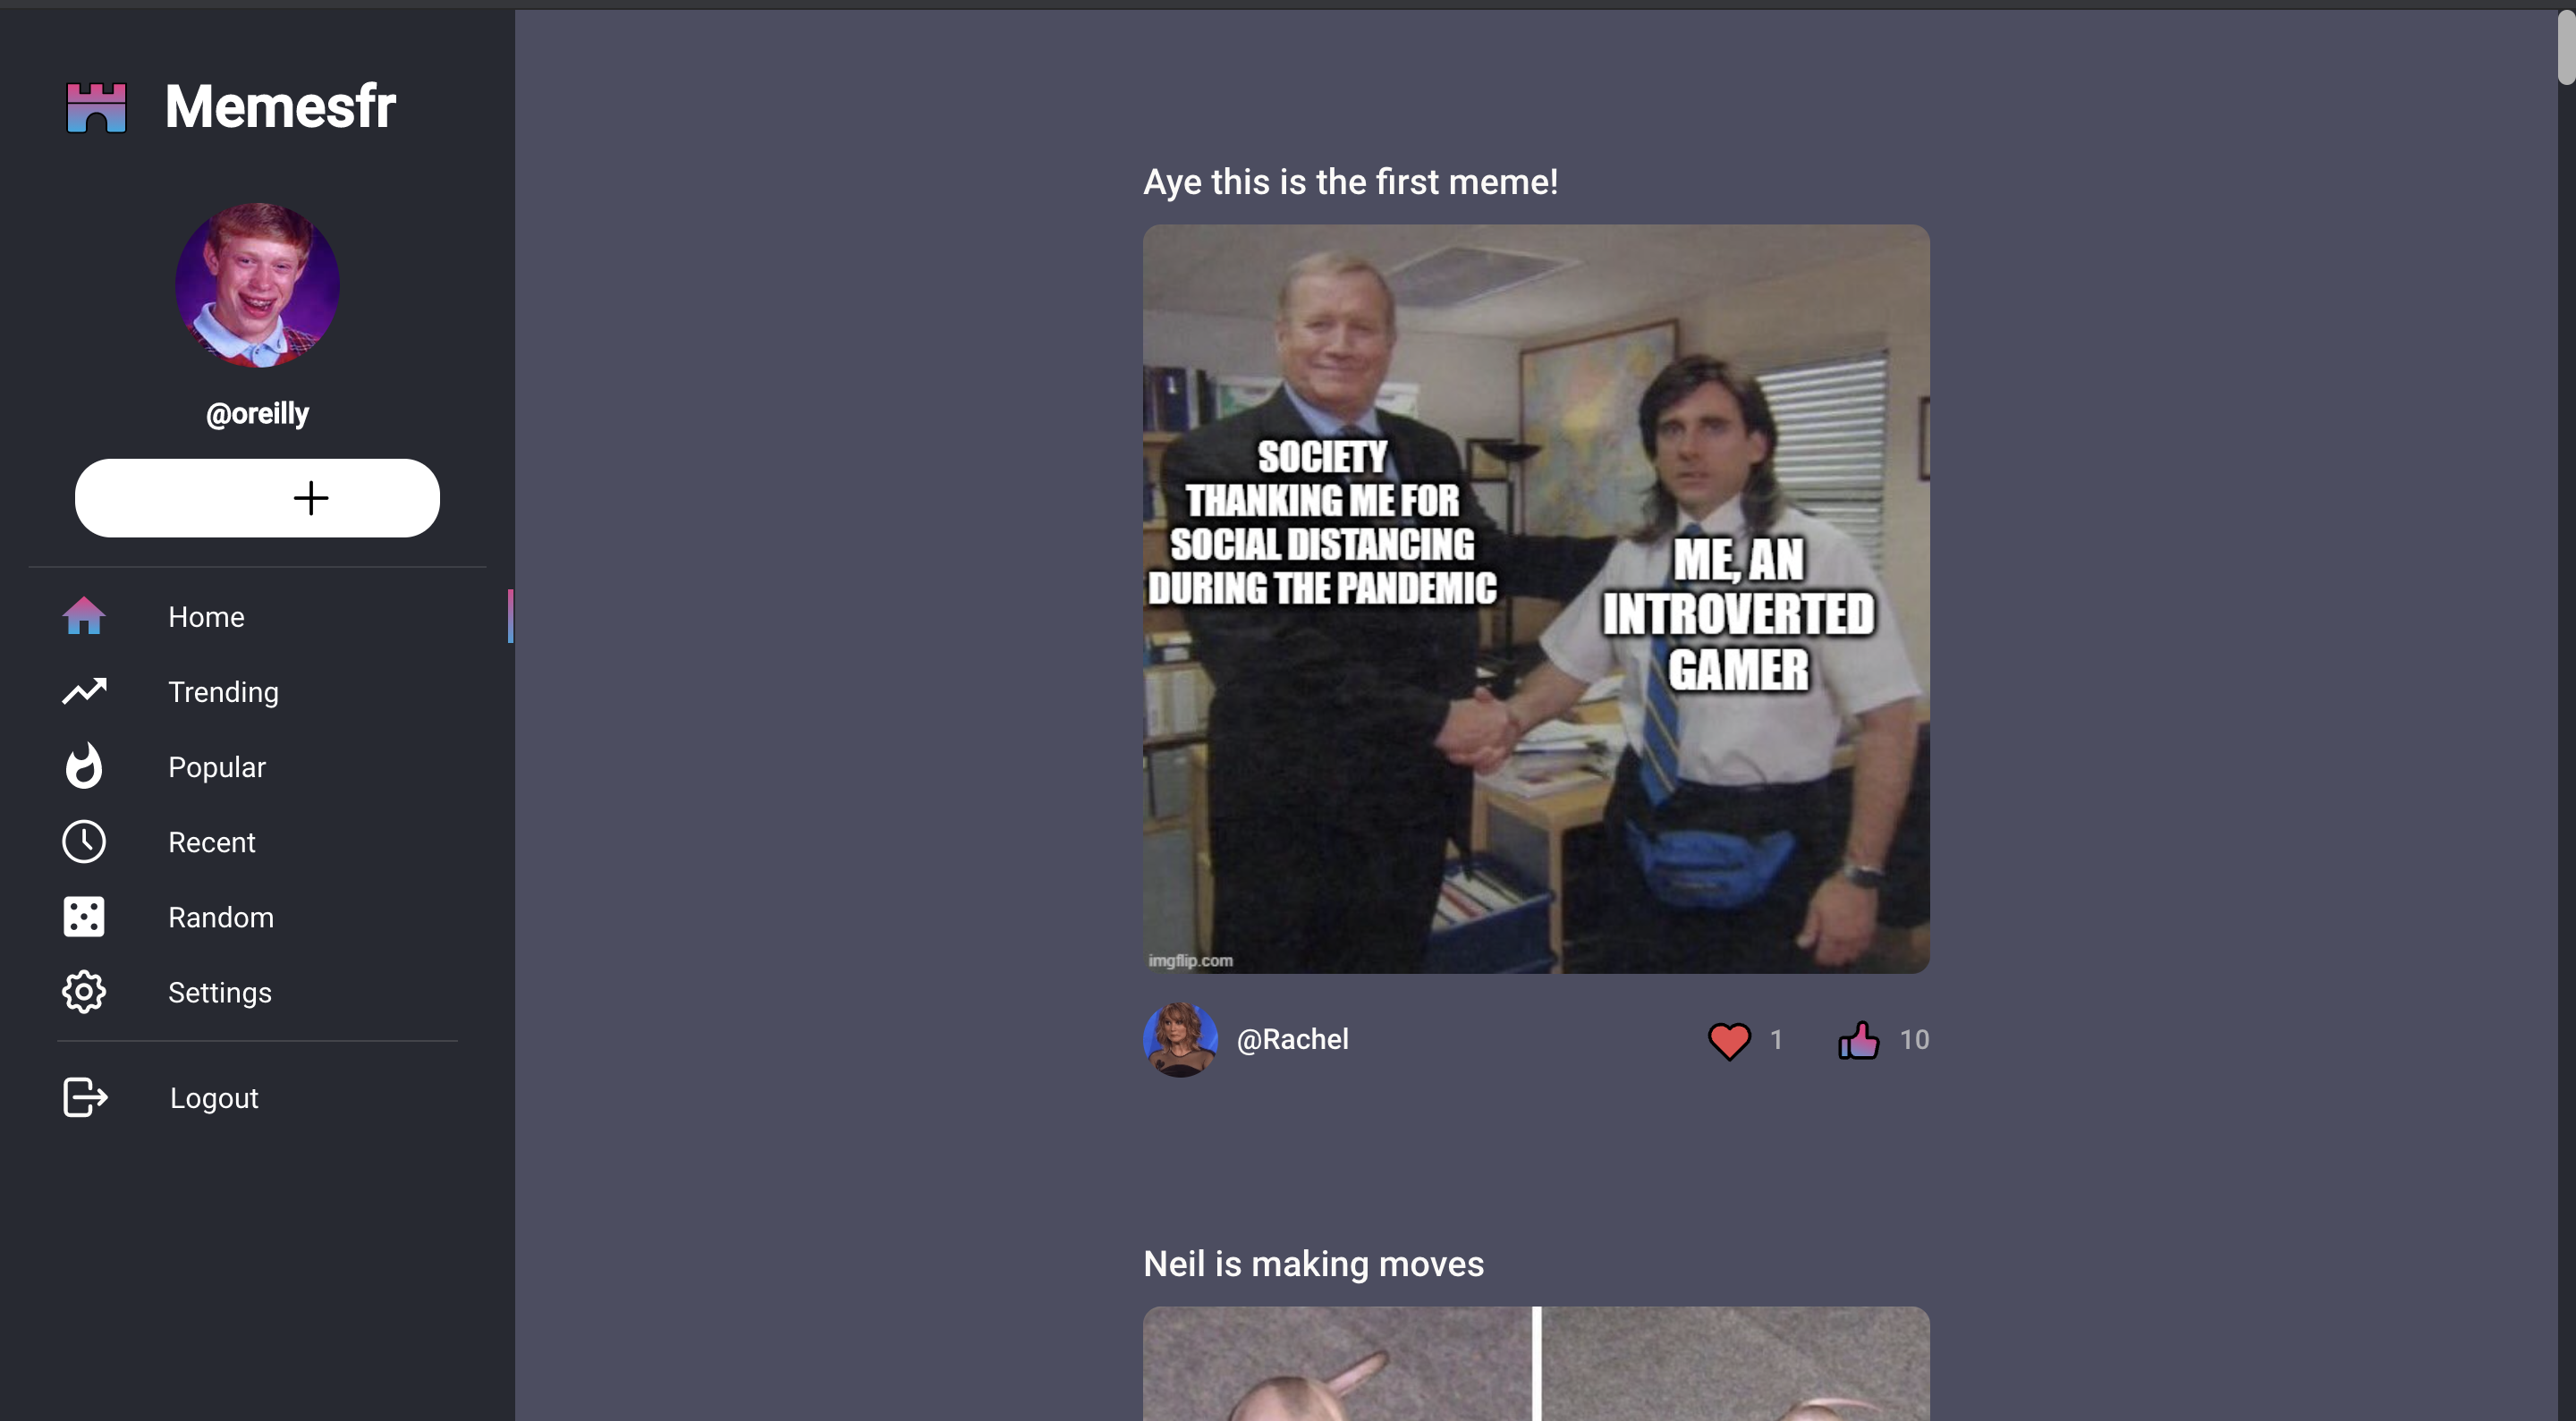 Memesfr
@oreilly
Home
Trending
Popular
Recent
Random
Settings
Logout
Aye this is the first meme!
SOCIETY
THANKING ME FOR
SOCIAL DISTANCING
DURING THE PANDEMIC
ME, AN
INTROVERTED
GAMER
imgflip.com
@Rachel
1
10
Neil is making moves